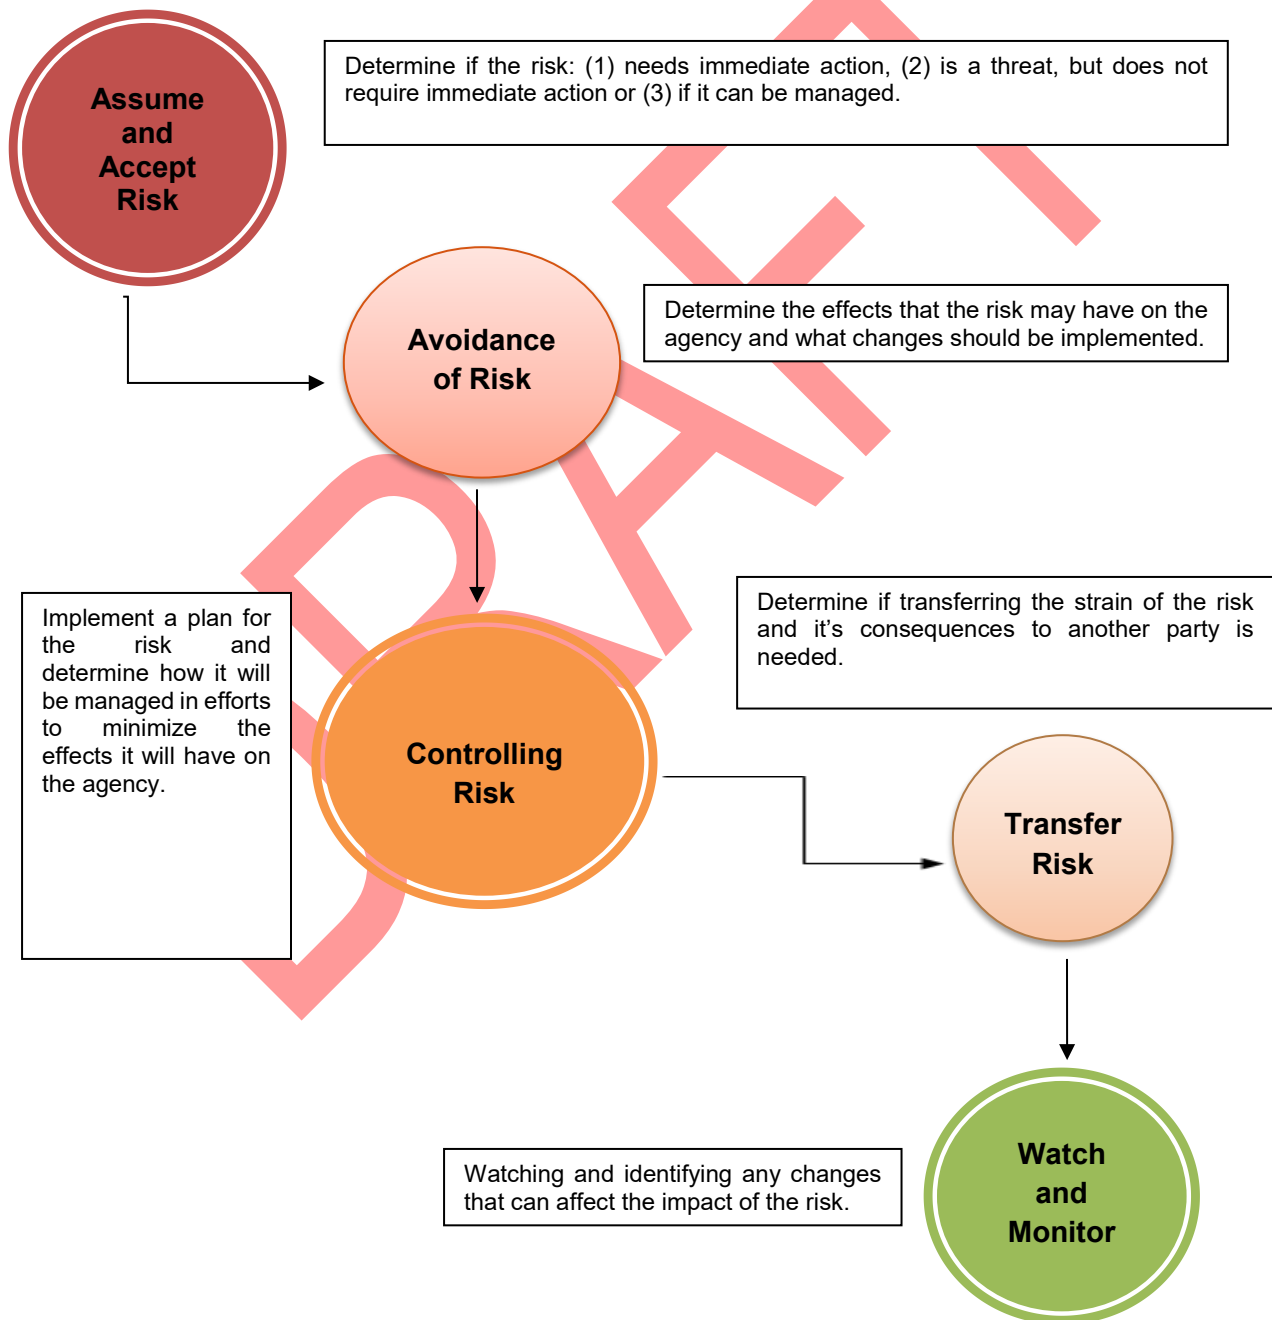 Assume
and
Accept
Risk
Determine if the risk: (1) needs immediate action, (2) is a threat, but does not
require immediate action or (3) if it can be managed.
Avoidance
of Risk
Determine the effects that the risk may have on the
agency and what changes should be implemented.
Implement a plan for
the risk and
determine how it will
be managed in efforts
to minimize the
effects it will have on
the agency.
Controlling
Risk
Determine if transferring the strain of the risk
and it's consequences to another party is
needed.
Transfer
Risk
Watching and identifying any changes
that can affect the impact of the risk.
Watch
and
Monitor
DRAFT